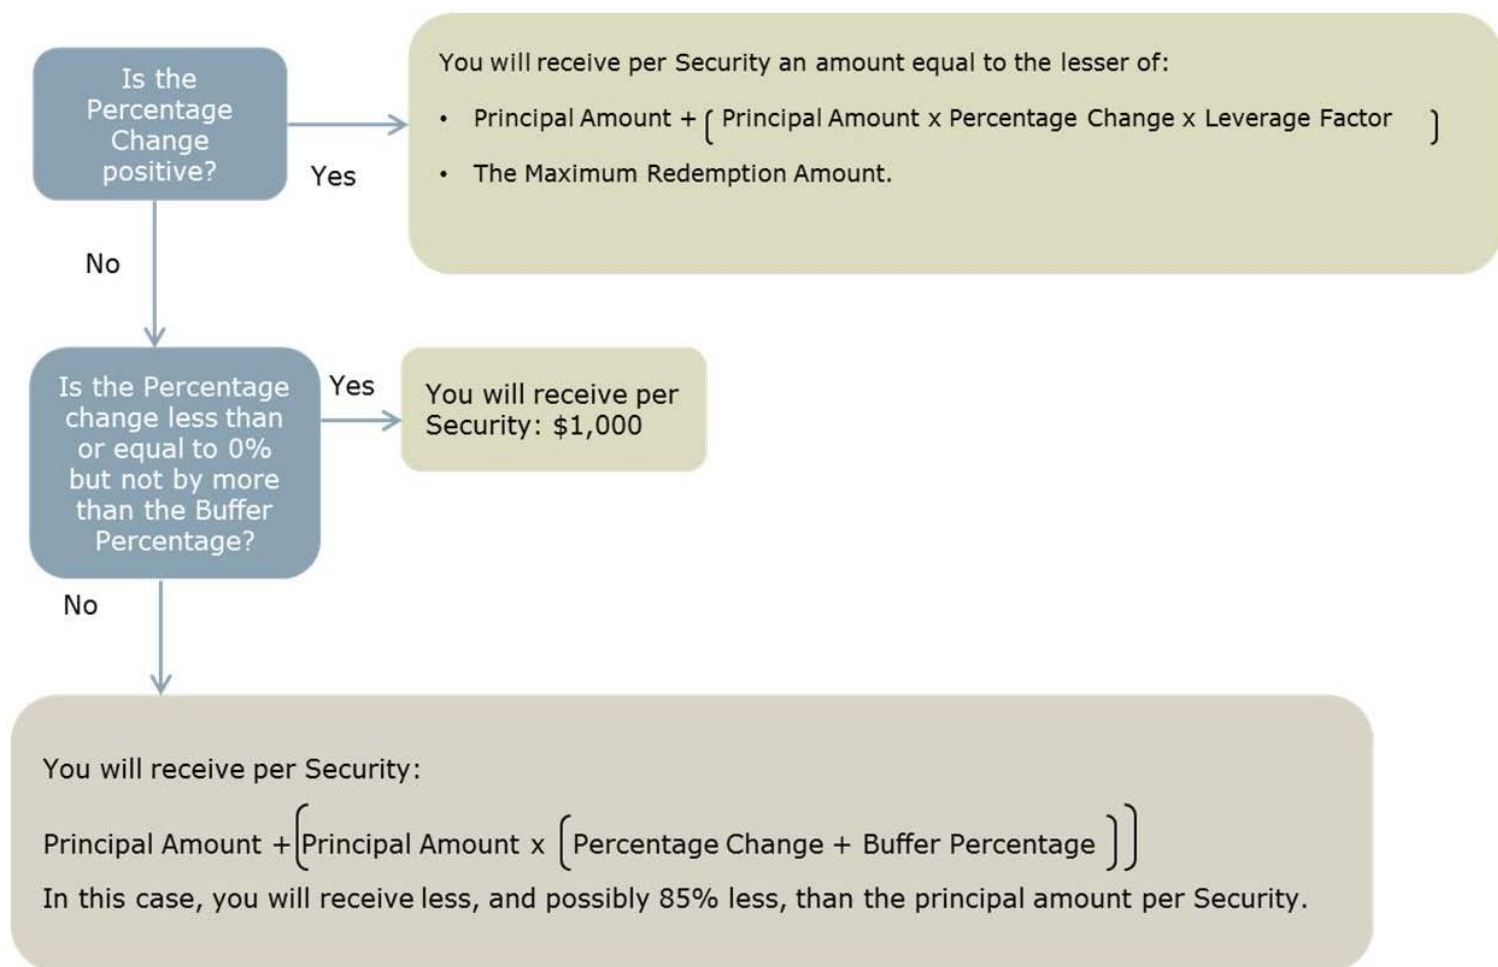 Is the
Percentage
Change
positive?
Yes
You will receive per Security an amount equal to the lesser of:
• Principal Amount + ( Principal Amount x Percentage Change x Leverage Factor )
• The Maximum Redemption Amount.
No
Is the Percentage
change less than
or equal to 0%
but not by more
than the Buffer
Percentage?
Yes
You will receive per
Security: $1,000
No
You will receive per Security:
Principal Amount + (Principal Amount x (Percentage Change + Buffer Percentage ))
In this case, you will receive less, and possibly 85% less, than the principal amount per Security.